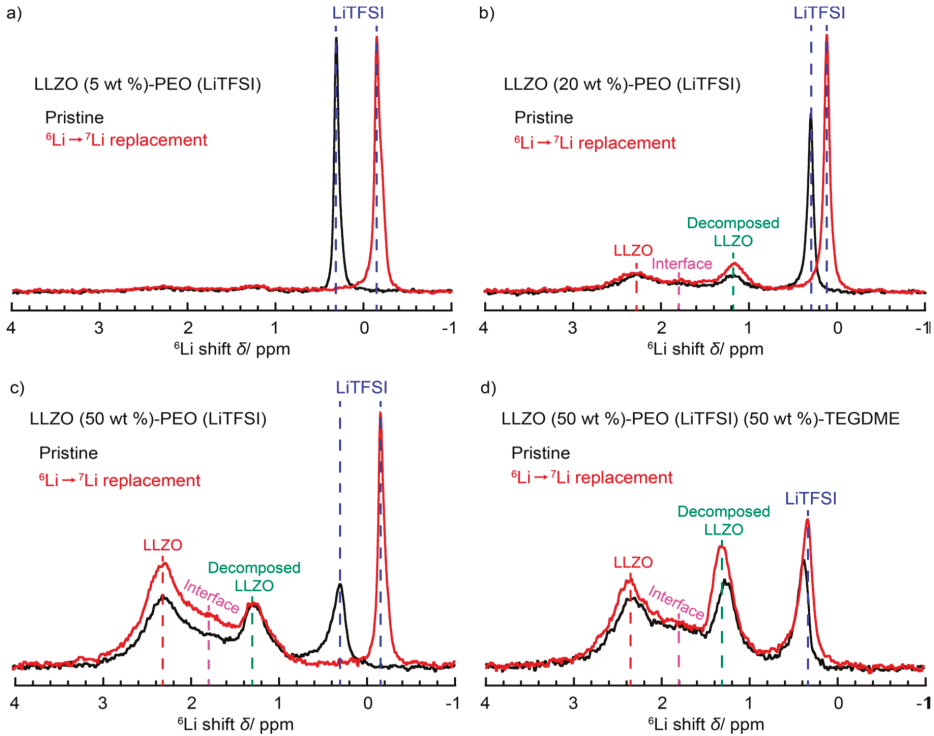 a)
LiTFSI
LLZO (5 wt %)-PEO (LiTFSI)
Pristine
⁶Li→⁷Li replacement
4 3 2 1 0 -1
⁶Li shift δ/ ppm
b)
LiTFSI
LLZO (20 wt %)-PEO (LiTFSI)
Pristine
⁶Li→⁷Li replacement
Decomposed
LLZO
LLZO
Interface
4 3 2 1 0 -1
⁶Li shift δ/ ppm
c)
LiTFSI
LLZO (50 wt %)-PEO (LiTFSI)
Pristine
⁶Li→⁷Li replacement
LLZO
Decomposed
LLZO
Interface
4 3 2 1 0 -1
⁶Li shift δ/ ppm
d)
LLZO (50 wt %)-PEO (LiTFSI) (50 wt %)-TEGDME
Pristine
⁶Li→⁷Li replacement
LiTFSI
Decomposed
LLZO
LLZO
Interface
4 3 2 1 0 -1
⁶Li shift δ/ ppm